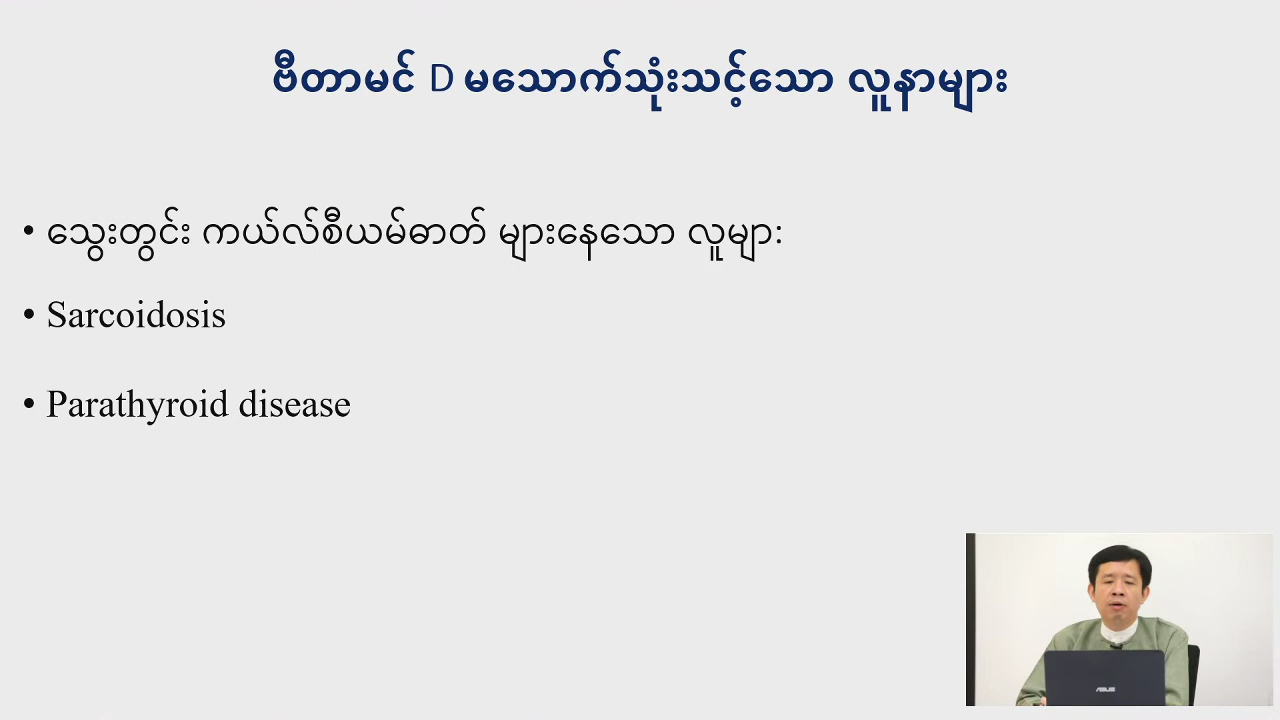 ဗီတာမင် D မသောက်သုံးသင့်သော လူနာများ
• သွေးတွင်း ကယ်လ်စီယမ်ဓာတ် များနေသော လူများ
• Sarcoidosis
• Parathyroid disease
ASUS